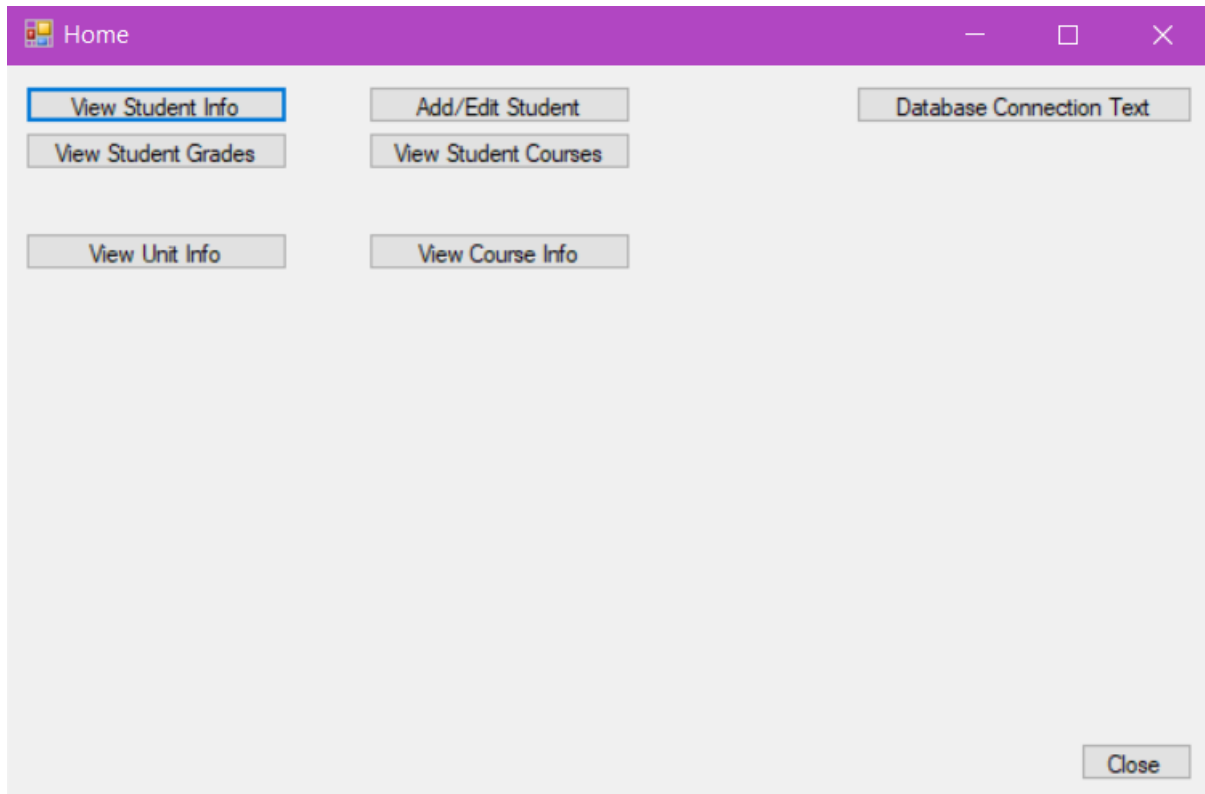 Home
View Student Info
Add/Edit Student
Database Connection Text
View Student Grades
View Student Courses
View Unit Info
View Course Info
Close